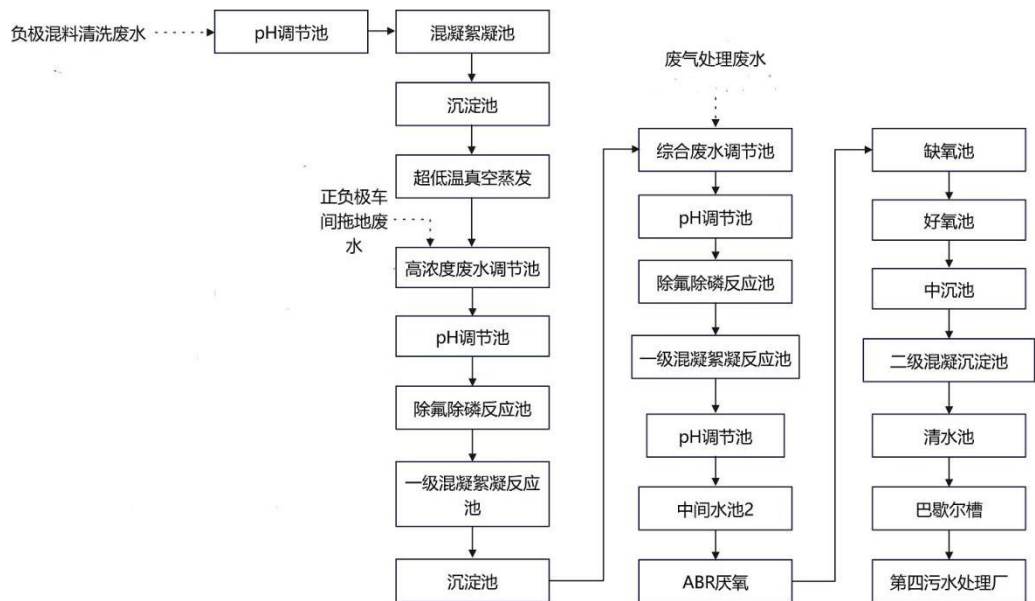 负极混料清洗废水
pH调节池
混凝絮凝池
沉淀池
超低温真空蒸发
正负极车
间拖地废
水
高浓度废水调节池
pH调节池
除氟除磷反应池
一级混凝絮凝反应
池
沉淀池
废气处理废水
综合废水调节池
pH调节池
除氟除磷反应池
一级混凝絮凝反应池
pH调节池
中间水池2
ABR厌氧
缺氧池
好氧池
中沉池
二级混凝沉淀池
清水池
巴歇尔槽
第四污水处理厂